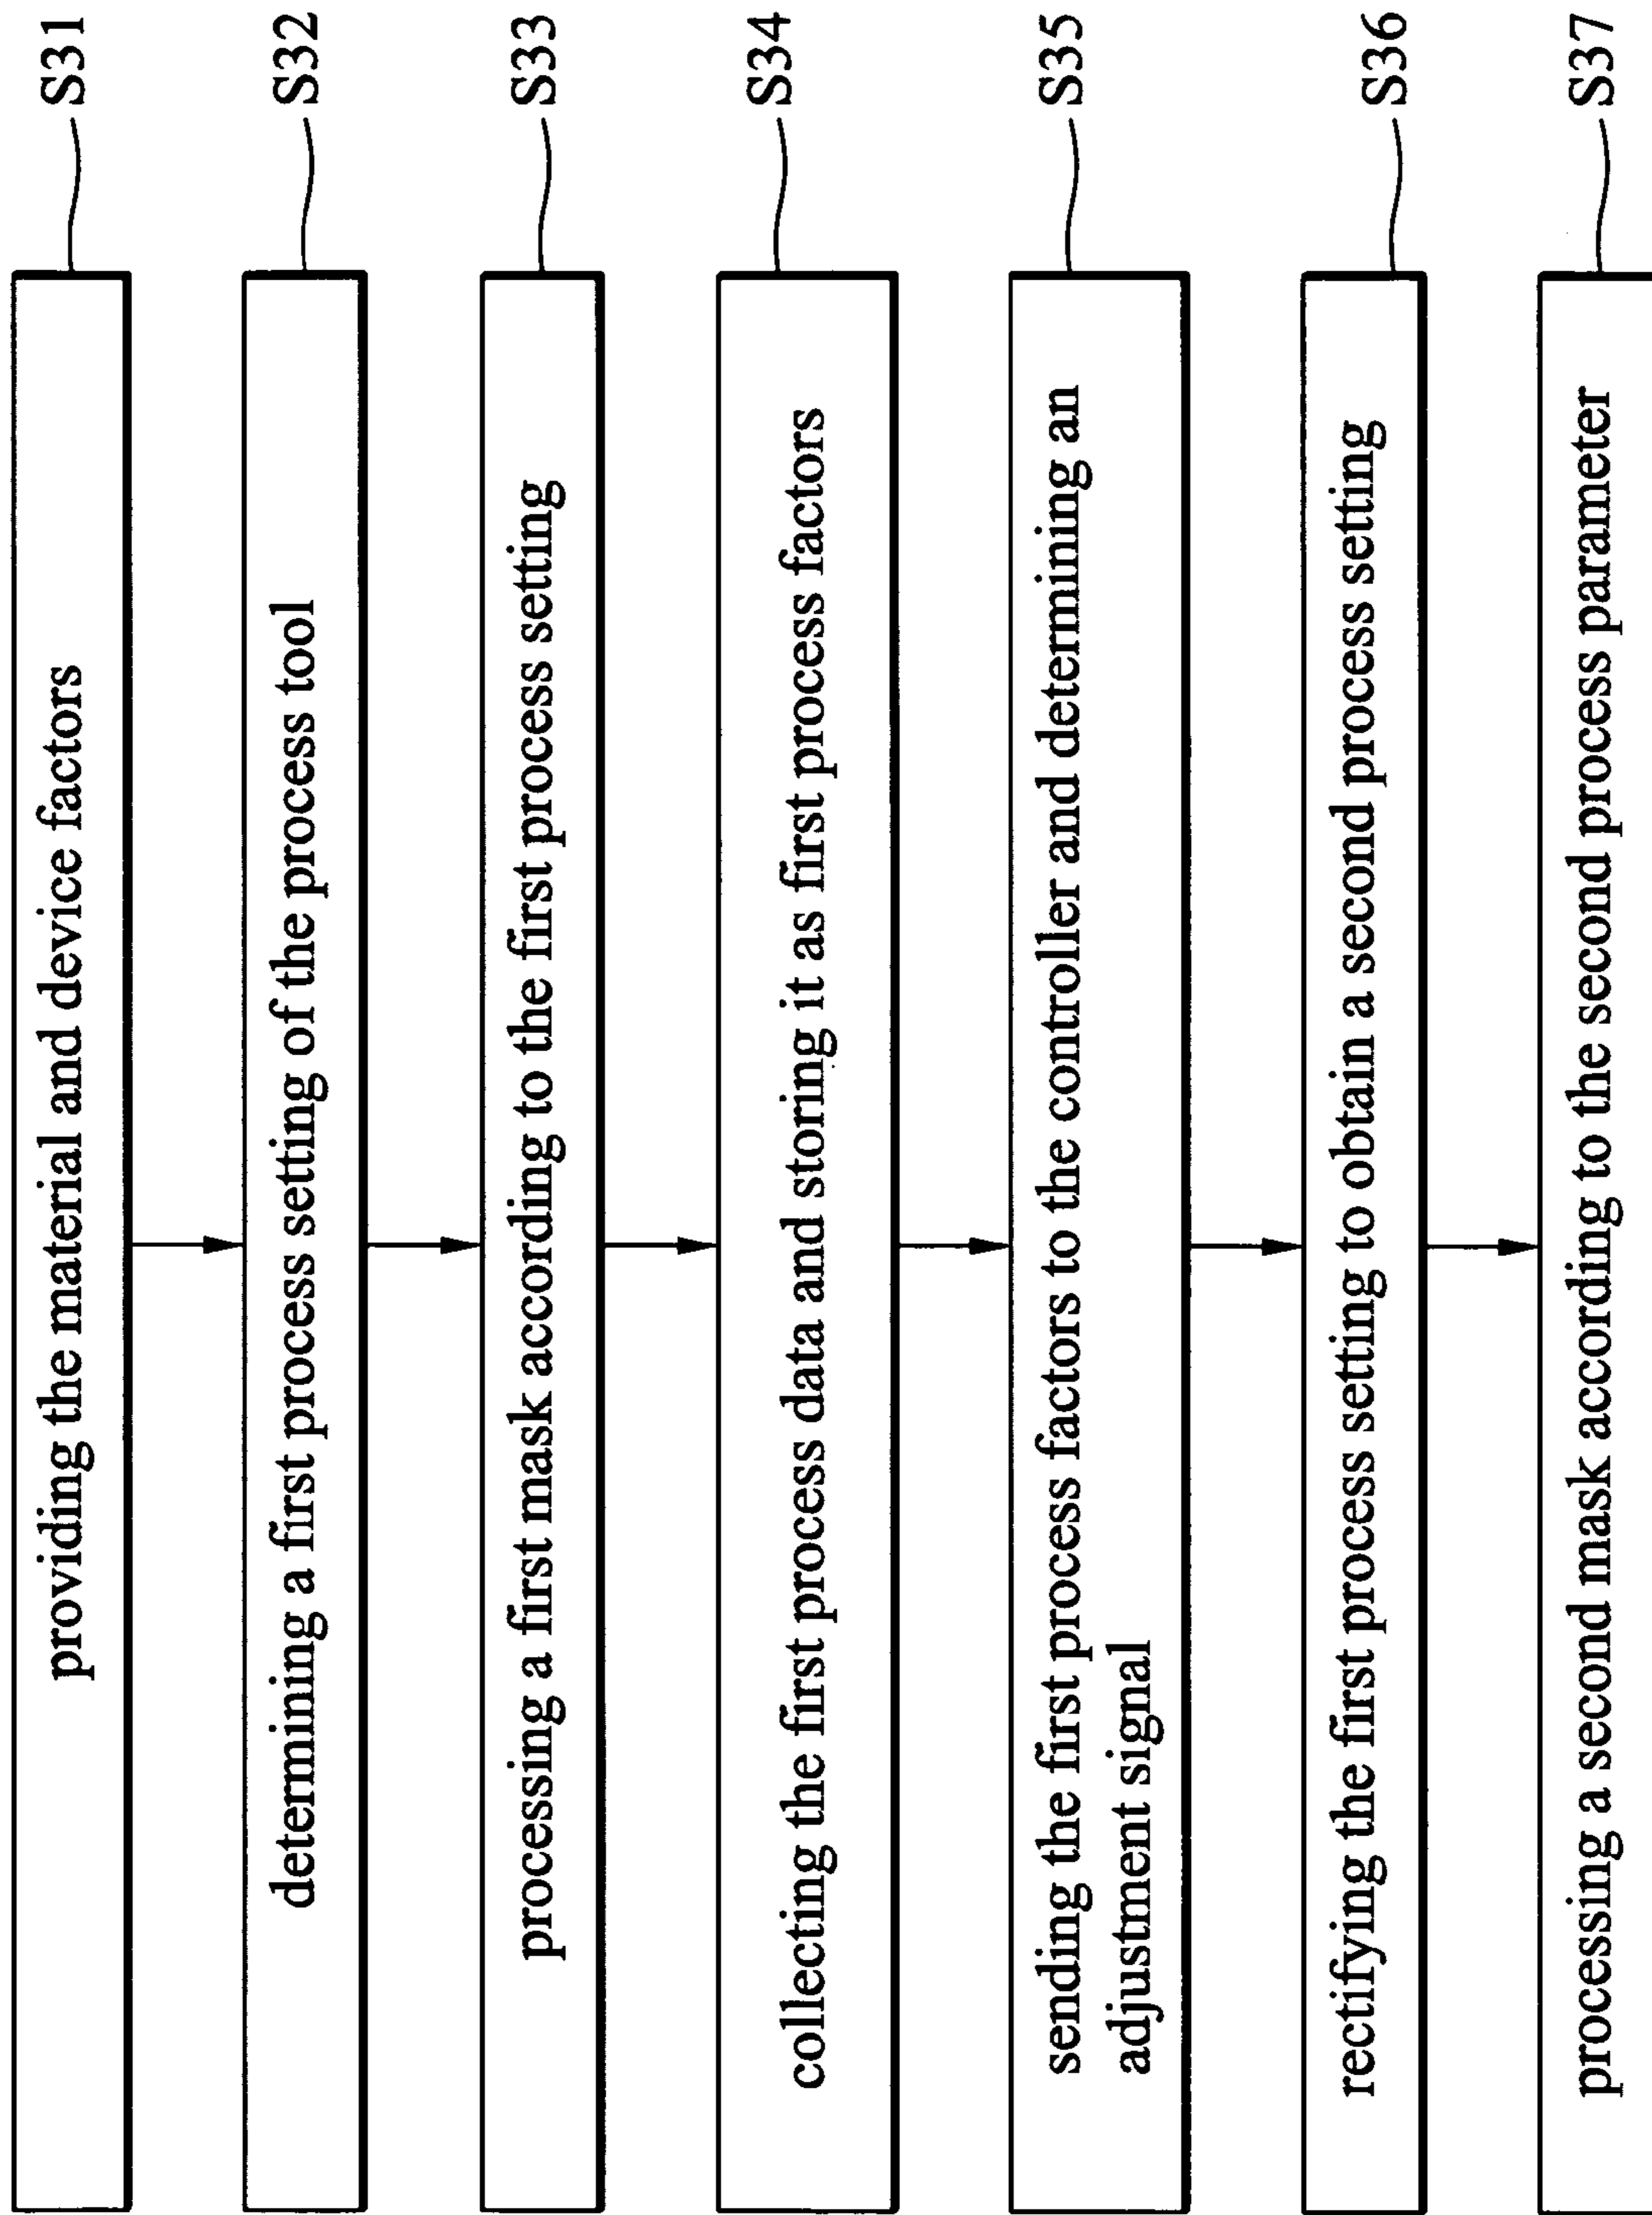 providing the material and device factors
S31
determining a first process setting of the process tool
S32
processing a first mask according to the first process setting
S33
collecting the first process data and storing it as first process factors
S34
sending the first process factors to the controller and determining an
adjustment signal
S35
rectifying the first process setting to obtain a second process setting
S36
processing a second mask according to the second process parameter
S37